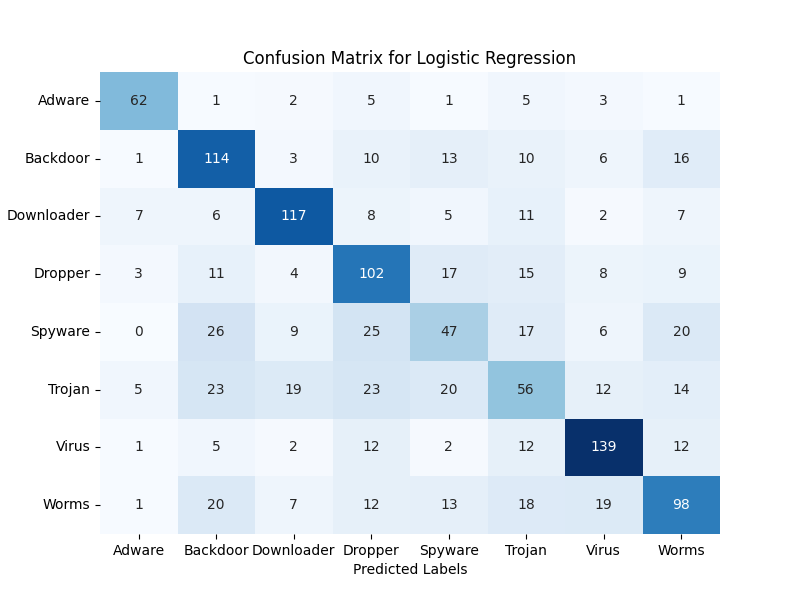 Confusion Matrix for Logistic Regression
Adware 62 1 2 5 1 5 3 1
Backdoor 1 114 3 10 13 10 6 16
Downloader 7 6 117 8 5 11 2 7
Dropper 3 11 4 102 17 15 8 9
Spyware 0 26 9 25 47 17 6 20
Trojan 5 23 19 23 20 56 12 14
Virus 1 5 2 12 2 12 139 12
Worms 1 20 7 12 13 18 19 98
Adware Backdoor Downloader Dropper Spyware Trojan Virus Worms
Predicted Labels